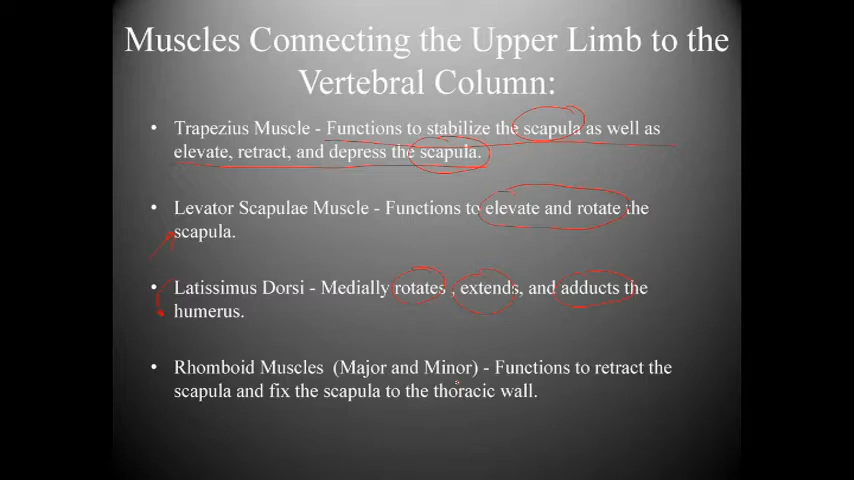 Muscles Connecting the Upper Limb to the
Vertebral Column:
• Trapezius Muscle - Functions to stabilize the scapula as well as
elevate, retract, and depress the scapula.
• Levator Scapulae Muscle - Functions to elevate and rotate the
scapula.
• Latissimus Dorsi - Medially rotates , extends, and adducts the
humerus.
• Rhomboid Muscles (Major and Minor) - Functions to retract the
scapula and fix the scapula to the thoracic wall.